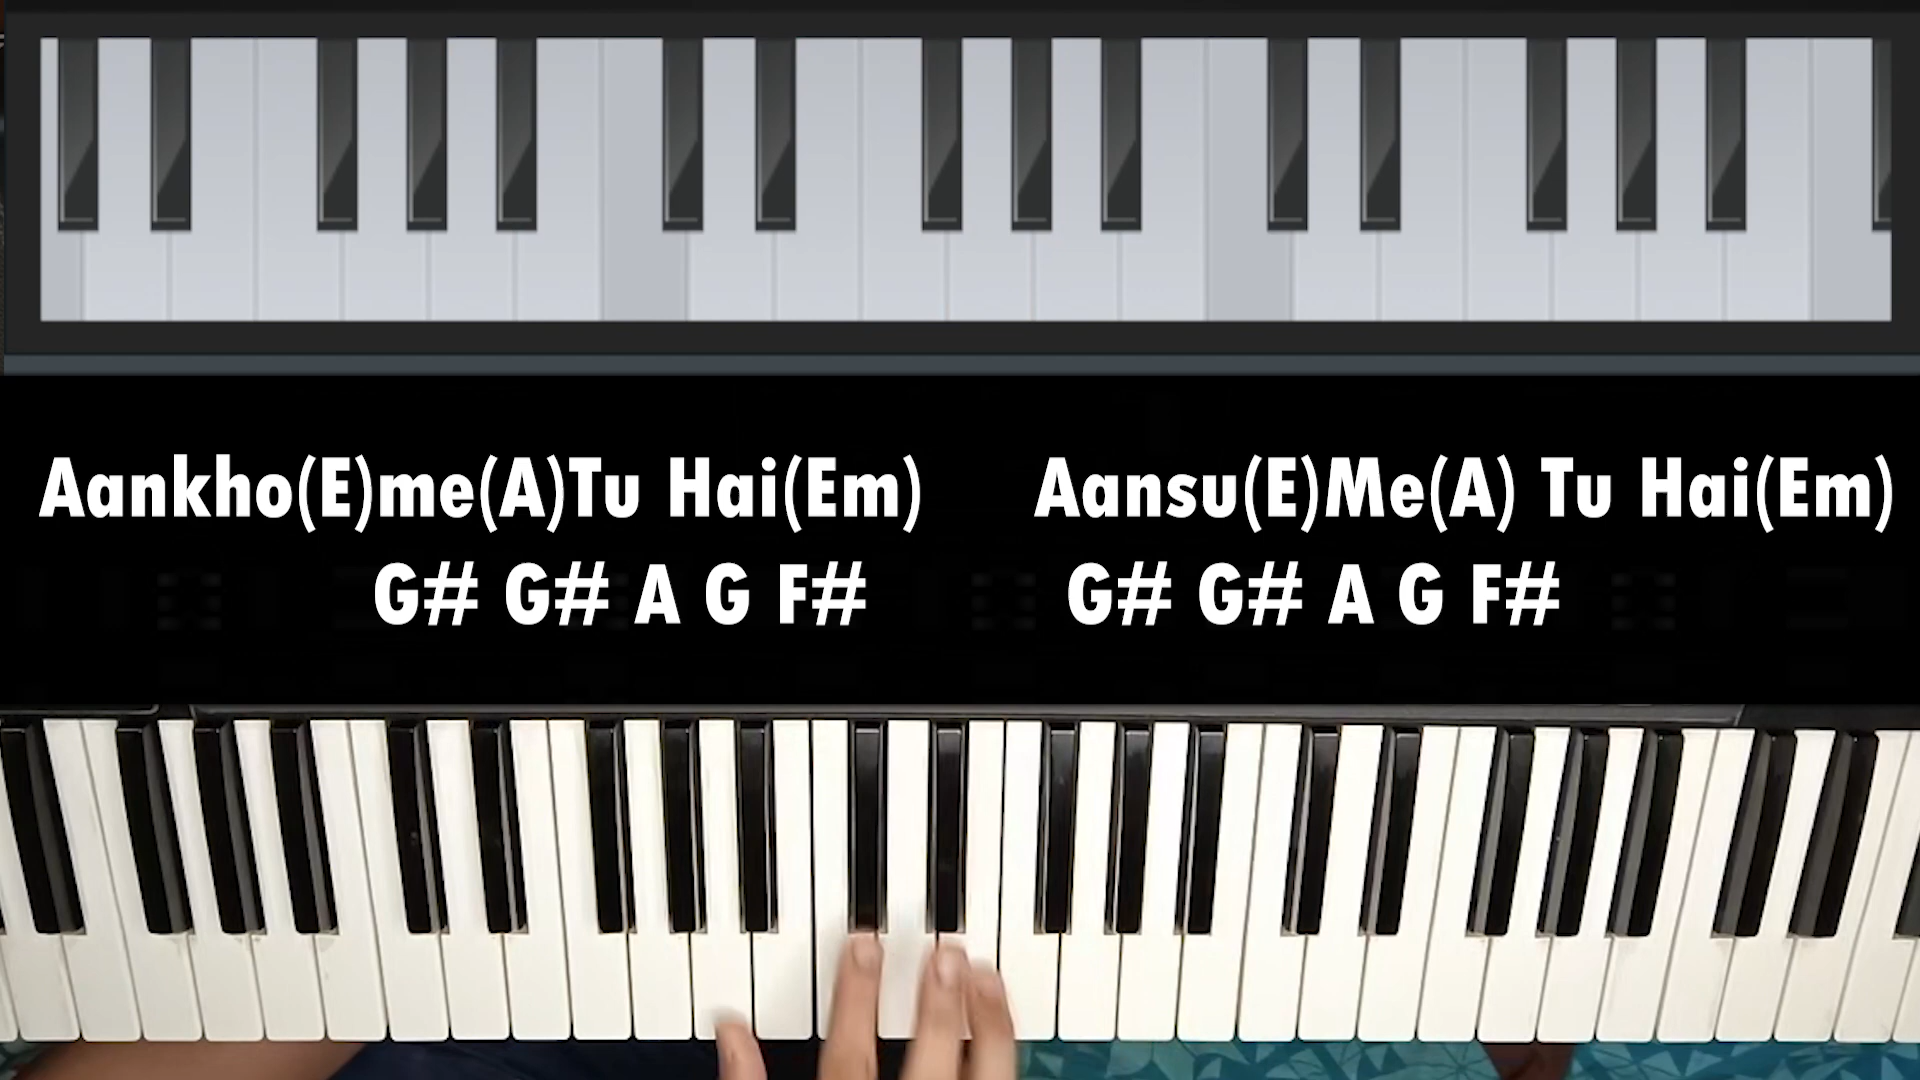 Aankho(E)me(A)Tu Hai(Em) Aansu(E)Me(A) Tu Hai(Em)
G# G# A G F# G# G# A G F#